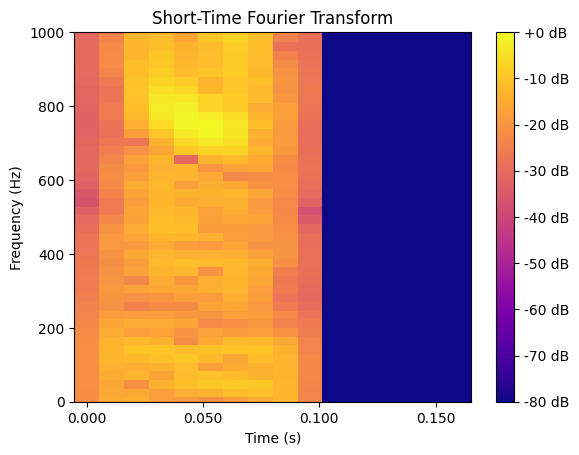 Short-Time Fourier Transform
1000
800
600
400
200
0
Frequency (Hz)
0.000
0.050
0.100
0.150
Time (s)
+0 dB
-10 dB
-20 dB
-30 dB
-40 dB
-50 dB
-60 dB
-70 dB
-80 dB